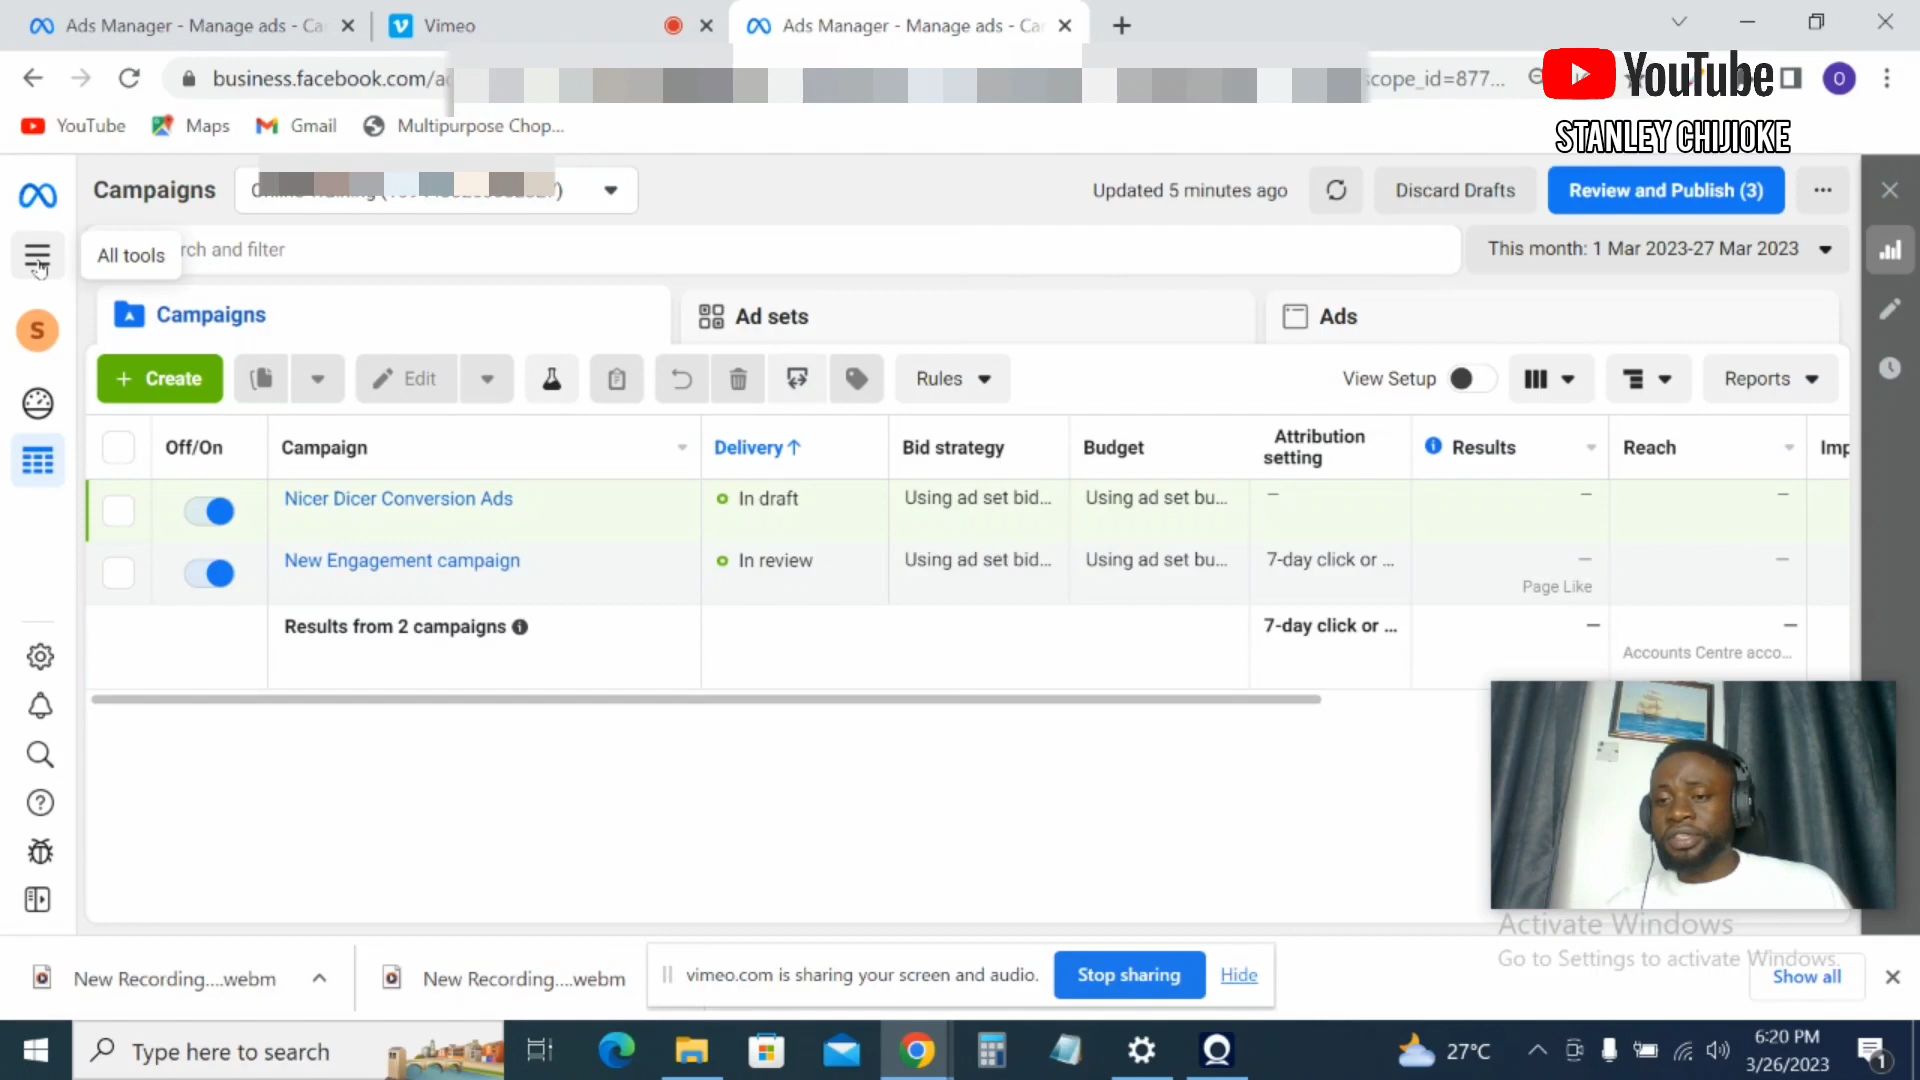 Ads Manager - Manage ads - Ca
Vimeo
Ads Manager - Manage ads - Car
business.facebook.com/ad
scope_id=877...
YouTube
STANLEY CHIJIOKE
YouTube
Maps
Gmail
Multipurpose Chop...
Campaigns
Updated 5 minutes ago
Discard Drafts
Review and Publish (3)
All tools
rch and filter
This month: 1 Mar 2023-27 Mar 2023
S
Campaigns
Ad sets
Ads
+ Create
Edit
Rules
View Setup
Reports
Off/On
Campaign
Delivery ↑
Bid strategy
Budget
Attribution setting
Results
Reach
Imp
Nicer Dicer Conversion Ads
In draft
Using ad set bid...
Using ad set bu...
—
—
—
New Engagement campaign
In review
Using ad set bid...
Using ad set bu...
7-day click or ...
—
—
Page Like
Results from 2 campaigns
7-day click or ...
—
—
Accounts Centre acco...
Activate Windows
Go to Settings to activate Windows.
New Recording....webm
New Recording....webm
vimeo.com is sharing your screen and audio.
Stop sharing
Hide
Show all
Type here to search
27°C
6:20 PM
3/26/2023
1